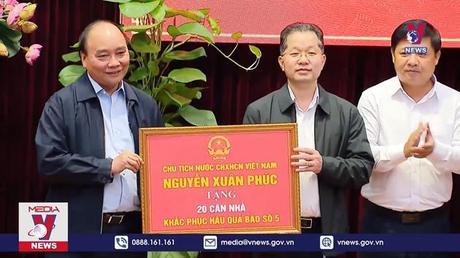 NEWS
CHỦ TỊCH NƯỚC CHXHCN VIỆT NAM
NGUYỄN XUÂN PHÚC
TẶNG
20 CĂN NHÀ
KHẮC PHỤC HẬU QUẢ BÃO SỐ 5
MEDIA
NEWS
0888.161.161
media@vnews.gov.vn
www.vnews.gov.vn